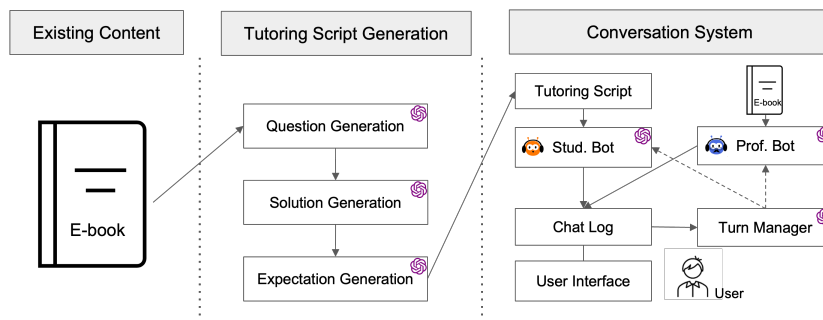 Existing Content
Tutoring Script Generation
Conversation System
E-book
Question Generation
Solution Generation
Expectation Generation
Tutoring Script
E-book
Stud. Bot
Prof. Bot
Chat Log
Turn Manager
User Interface
User